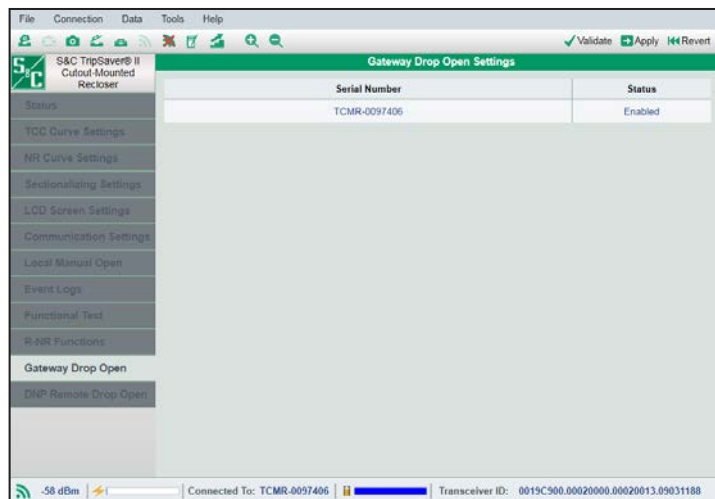 File Connection Data Tools Help
Validate Apply Revert
S&C
S&C TripSaver® II
Cutout-Mounted
Recloser
Gateway Drop Open Settings
Serial Number Status
TCMR-0097406 Enabled
Status
TCC Curve Settings
NR Curve Settings
Sectionalizing Settings
LCD Screen Settings
Communication Settings
Local Manual Open
Event Logs
Functional Test
R-NR Functions
Gateway Drop Open
DNP Remote Drop Open
-58 dBm Connected To: TCMR-0097406 Transceiver ID: 0019C900.00020000.00020013.09031188